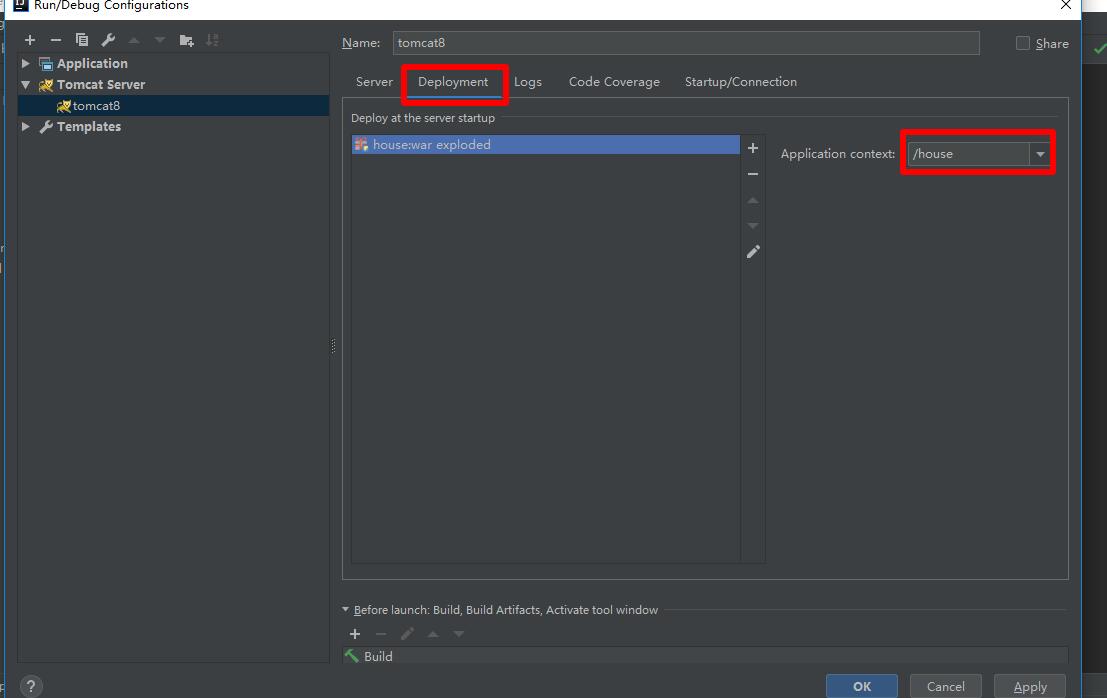 Run/Debug Configurations
Name: tomcat8 Share
Application
Tomcat Server
tomcat8
Templates
Server Deployment Logs Code Coverage Startup/Connection
Deploy at the server startup
house:war exploded
Application context: /house
Before launch: Build, Build Artifacts, Activate tool window
Build
? OK Cancel Apply